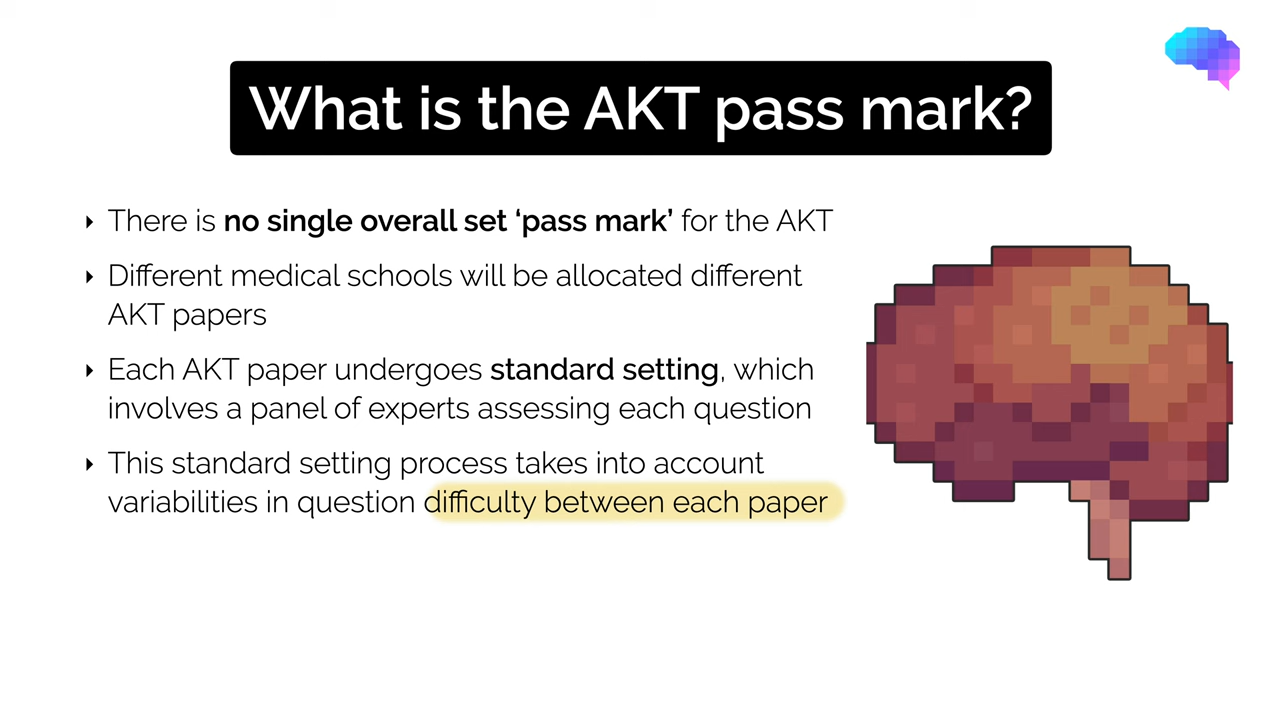 What is the AKT pass mark?
There is no single overall set ‘pass mark’ for the AKT
Different medical schools will be allocated different
AKT papers
Each AKT paper undergoes standard setting, which
involves a panel of experts assessing each question
This standard setting process takes into account
variabilities in question difficulty between each paper